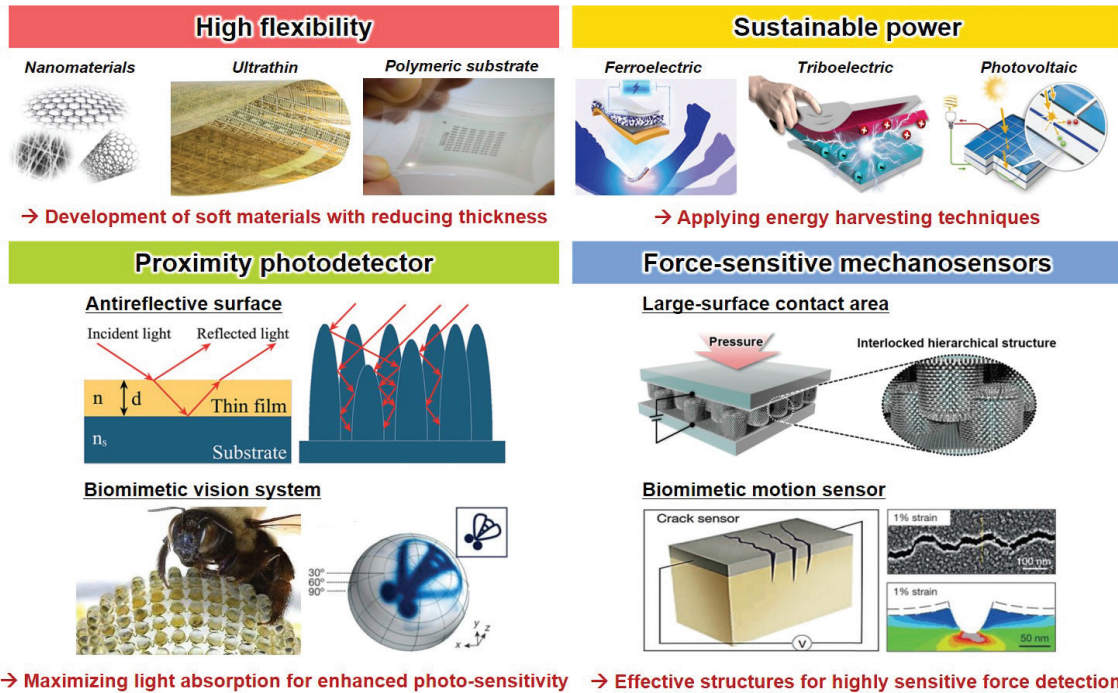 High flexibility
Nanomaterials
Ultrathin
Polymeric substrate
→ Development of soft materials with reducing thickness
Sustainable power
Ferroelectric
Triboelectric
Photovoltaic
→ Applying energy harvesting techniques
Proximity photodetector
Antireflective surface
Incident light
Reflected light
n
d
Thin film
nₛ
Substrate
Biomimetic vision system
30°
60°
90°
y
z
x
→ Maximizing light absorption for enhanced photo-sensitivity
Force-sensitive mechanosensors
Large-surface contact area
Pressure
Interlocked hierarchical structure
Biomimetic motion sensor
Crack sensor
V
1% strain
100 nm
1% strain
50 nm
→ Effective structures for highly sensitive force detection